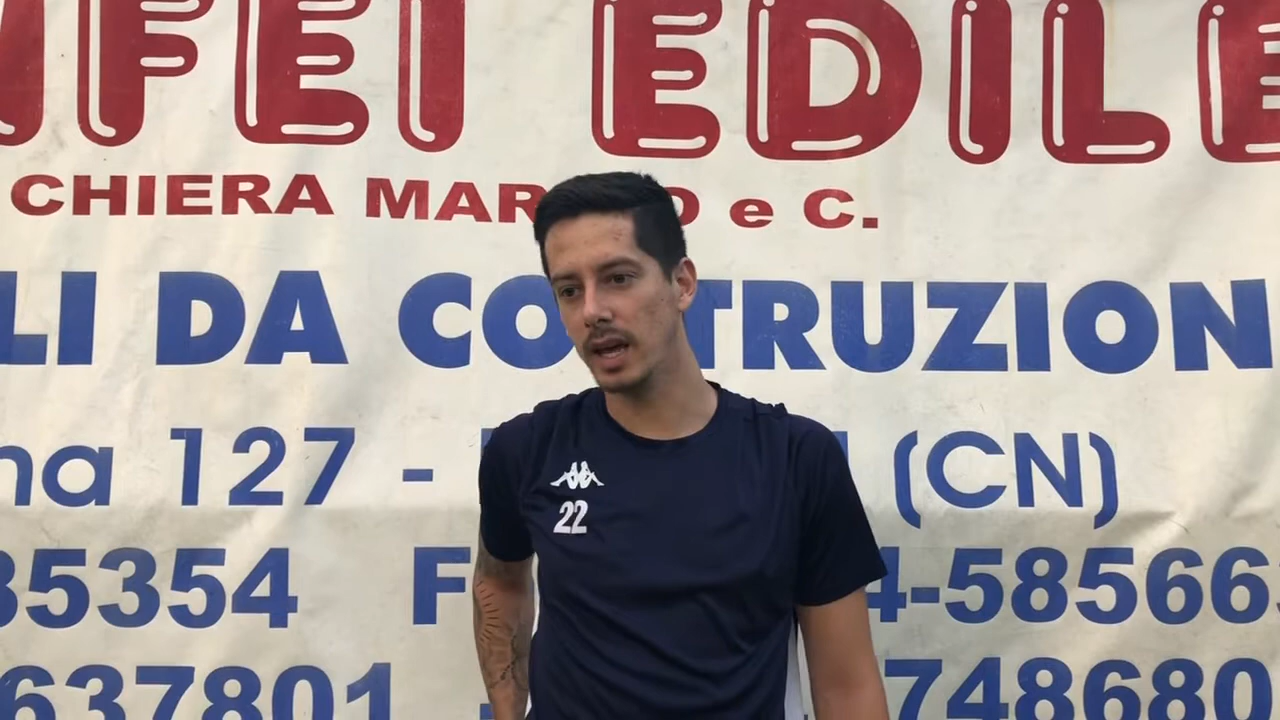 IFEI EDILE
CHIERA MAR O e C.
LI DA CO TRUZION
na 127 - (CN)
35354 F 4-58566
637801 - 748680
22